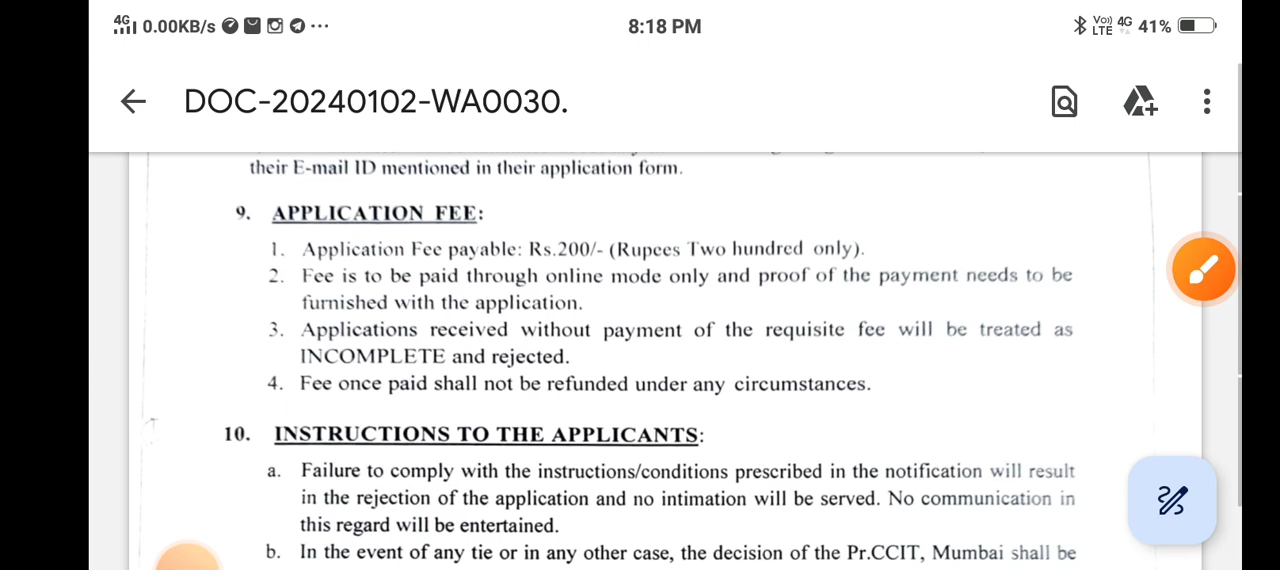 4G 0.00KB/s ... 8:18 PM Vo)) LTE 4G 41%
DOC-20240102-WA0030.
their E-mail ID mentioned in their application form.
9. APPLICATION FEE:
1. Application Fee payable: Rs.200/- (Rupees Two hundred only).
2. Fee is to be paid through online mode only and proof of the payment needs to be
furnished with the application.
3. Applications received without payment of the requisite fee will be treated as
INCOMPLETE and rejected.
4. Fee once paid shall not be refunded under any circumstances.
10. INSTRUCTIONS TO THE APPLICANTS:
a. Failure to comply with the instructions/conditions prescribed in the notification will result
in the rejection of the application and no intimation will be served. No communication in
this regard will be entertained.
b. In the event of any tie or in any other case, the decision of the Pr.CCIT, Mumbai shall be